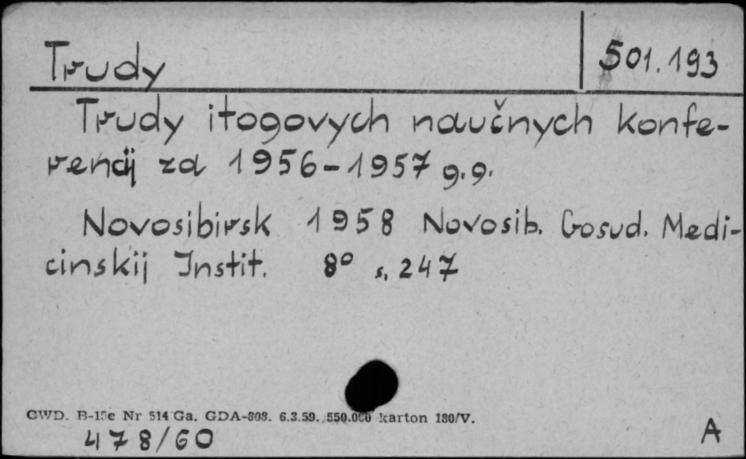 Trudy 501.193
Trudy itogovych naučnych konfe-
rencij za 1956-1957 g.g.
Novosibirsk 1958 Novosib. Gosud. Medi-
cinskij Instit. 8° s. 247
CWD. B-15e Nr 514 Ga. GDA-808. 6.3.59. 550.000 karton 180/V.
478/60 A